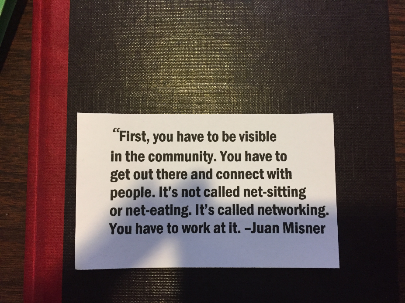 “First, you have to be visible
in the community. You have to
get out there and connect with
people. It's not called net-sitting
or net-eating. It's called networking.
You have to work at it. –Juan Misner